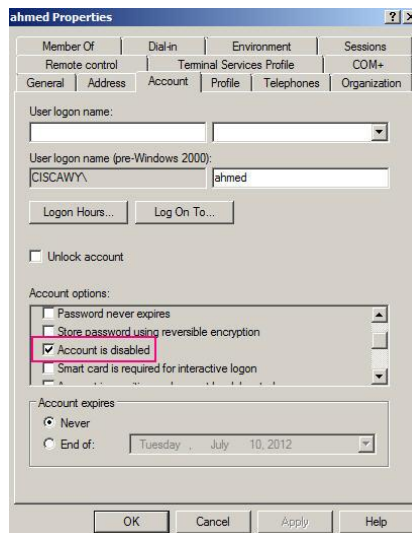 ahmed Properties
Member Of Dial-in Environment Sessions
Remote control Terminal Services Profile COM+
General Address Account Profile Telephones Organization
User logon name:
User logon name (pre-Windows 2000):
CISCAWY\ ahmed
Logon Hours... Log On To...
Unlock account
Account options:
Password never expires
Store password using reversible encryption
Account is disabled
Smart card is required for interactive logon
Account expires
Never
End of: Tuesday , July 10, 2012
OK Cancel Apply Help